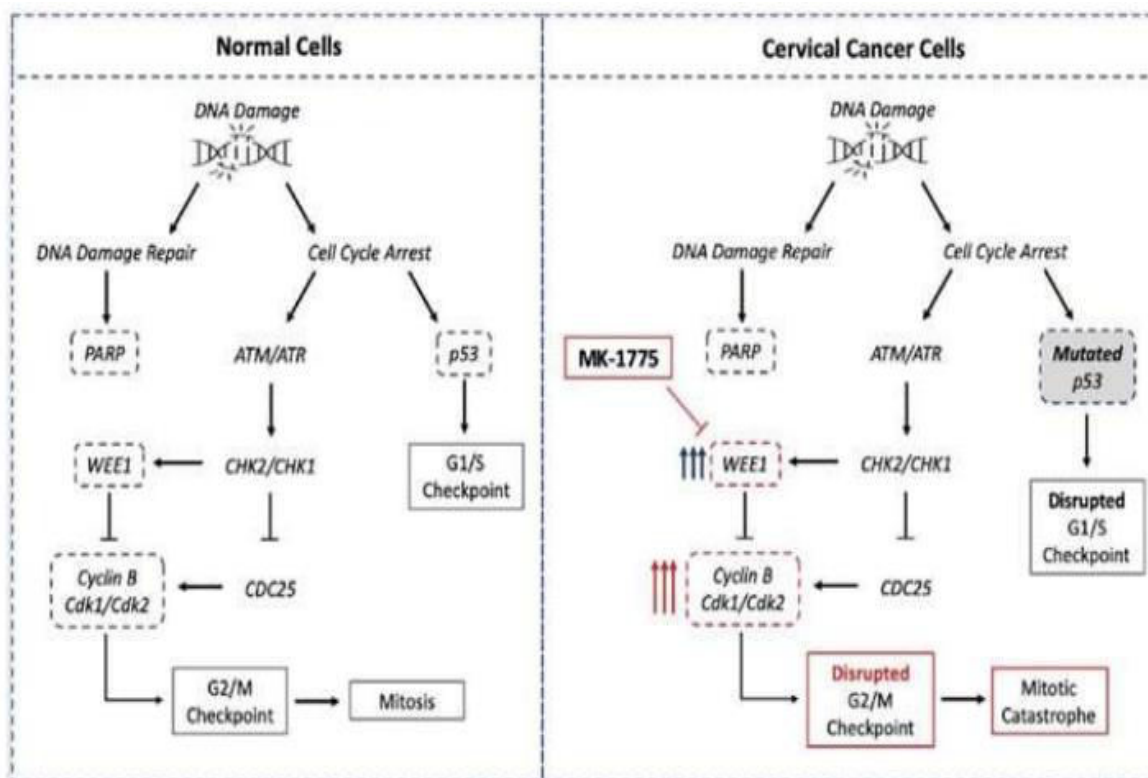 Normal Cells
DNA Damage
DNA Damage Repair
Cell Cycle Arrest
PARP
ATM/ATR
p53
WEE1
CHK2/CHK1
G1/S
Checkpoint
Cyclin B
Cdk1/Cdk2
CDC25
G2/M
Checkpoint
Mitosis
Cervical Cancer Cells
DNA Damage
DNA Damage Repair
Cell Cycle Arrest
MK-1775
PARP
ATM/ATR
Mutated
p53
WEE1
CHK2/CHK1
Disrupted
G1/S
Checkpoint
Cyclin B
Cdk1/Cdk2
CDC25
Disrupted
G2/M
Checkpoint
Mitotic
Catastrophe